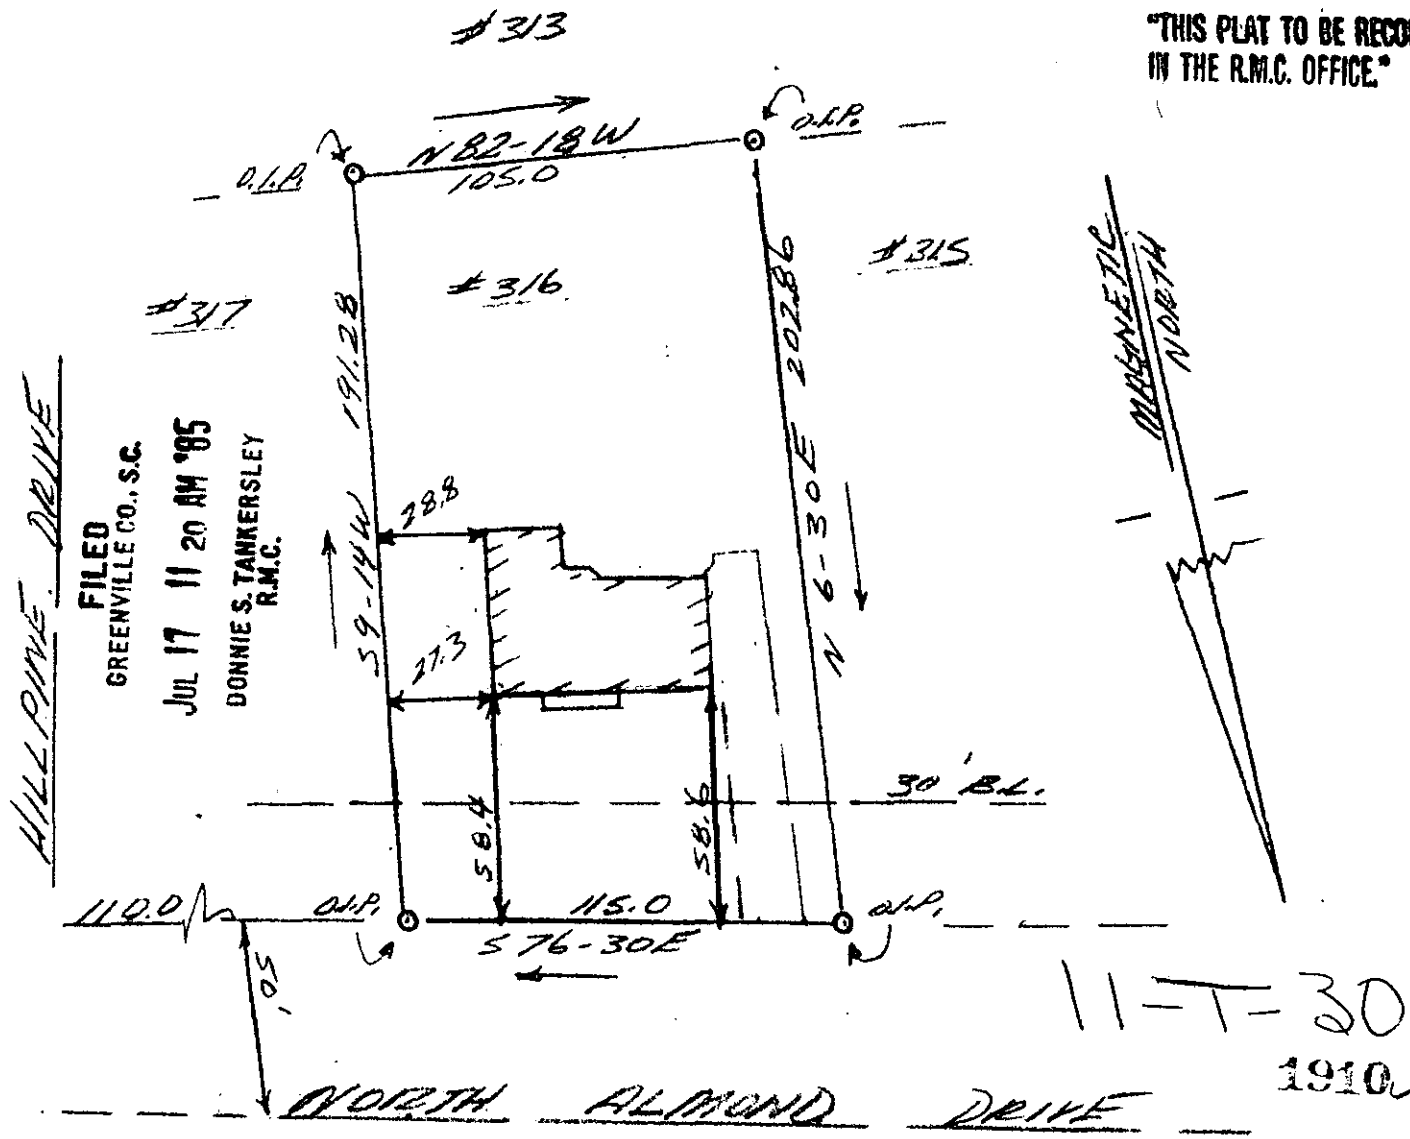 #313
"THIS PLAT TO BE RECO
IN THE R.M.C. OFFICE."
O.I.P.
N 82-18 W
105.0
O.I.P.
#317
#316
#315
MAGNETIC
NORTH
191.28
S 9-14 W
N 6-30 E 202.86
HILLPINE DRIVE
FILED
GREENVILLE CO., S.C.
JUL 17 11 20 AM '85
DONNIE S. TANKERSLEY
R.M.C.
28.8
27.3
30' B.L.
58.4
58.6
110.0
O.I.P.
115.0
O.I.P.
S 76-30 E
50'
11-T-30
1910
NORTH ALMOND DRIVE